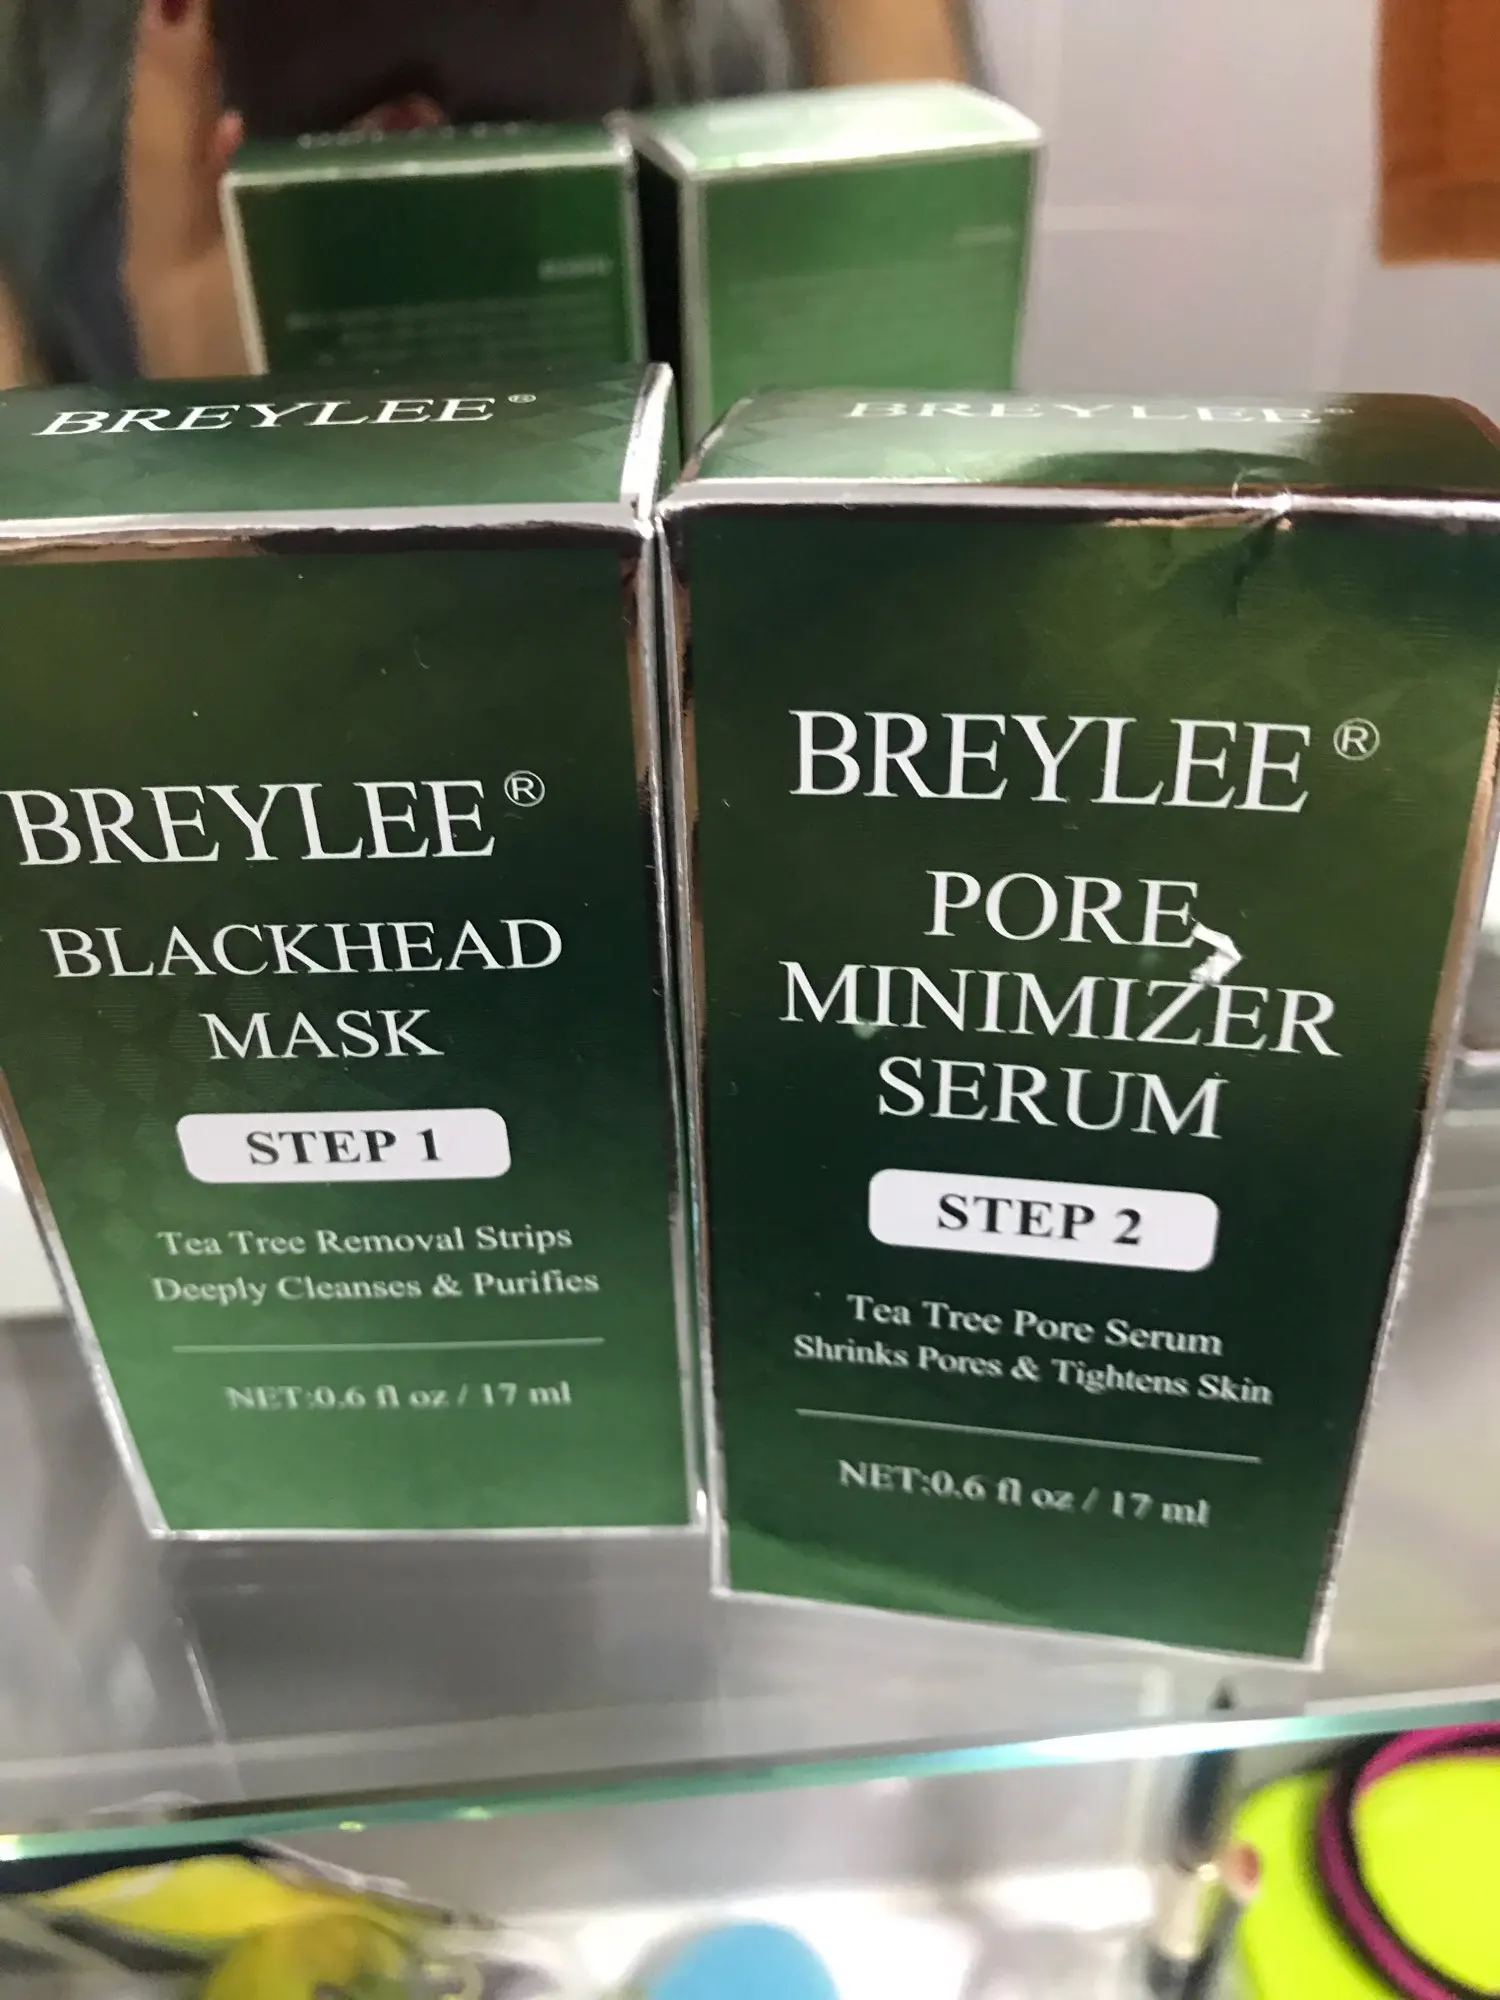 BREYLEE®
BREYLEE®
BLACKHEAD
MASK
STEP 1
Tea Tree Removal Strips
Deeply Cleanses & Purifies
NET:0.6 fl oz / 17 ml
BREYLEE®
BREYLEE®
PORE
MINIMIZER
SERUM
STEP 2
Tea Tree Pore Serum
Shrinks Pores & Tightens Skin
NET:0.6 fl oz / 17 ml